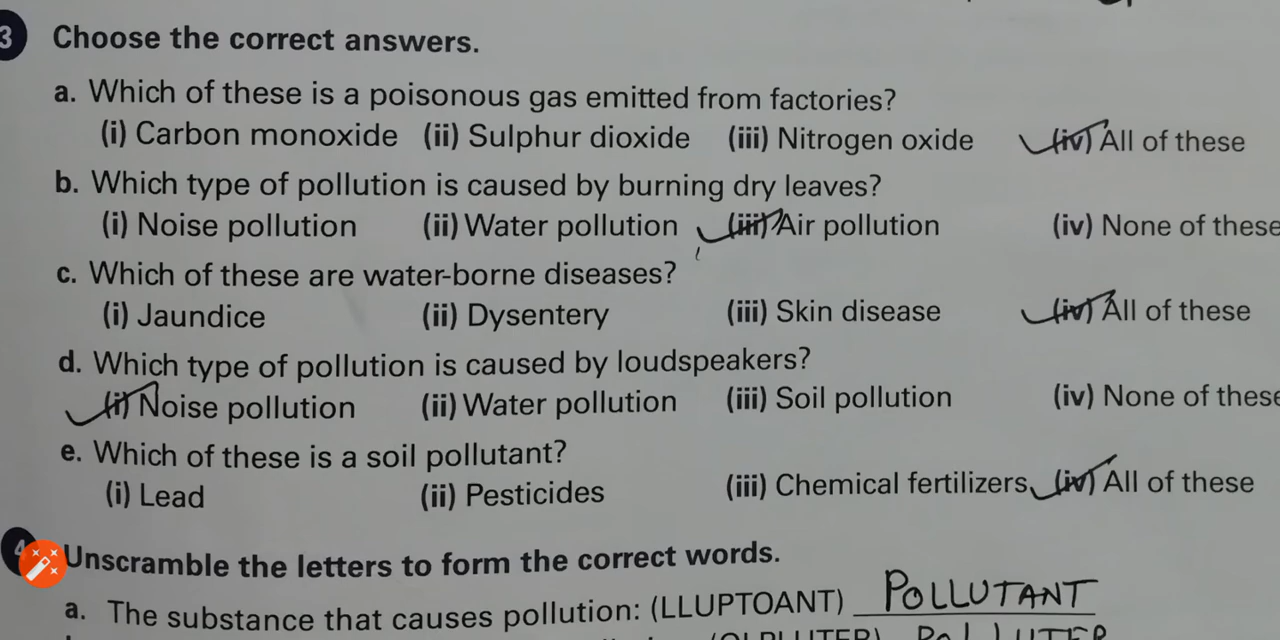 3 Choose the correct answers.
a. Which of these is a poisonous gas emitted from factories?
(i) Carbon monoxide (ii) Sulphur dioxide (iii) Nitrogen oxide (iv) All of these
b. Which type of pollution is caused by burning dry leaves?
(i) Noise pollution (ii) Water pollution (iii) Air pollution (iv) None of these
c. Which of these are water-borne diseases?
(i) Jaundice (ii) Dysentery (iii) Skin disease (iv) All of these
d. Which type of pollution is caused by loudspeakers?
(i) Noise pollution (ii) Water pollution (iii) Soil pollution (iv) None of these
e. Which of these is a soil pollutant?
(i) Lead (ii) Pesticides (iii) Chemical fertilizers (iv) All of these
4 Unscramble the letters to form the correct words.
a. The substance that causes pollution: (LLUPTOANT) POLLUTANT